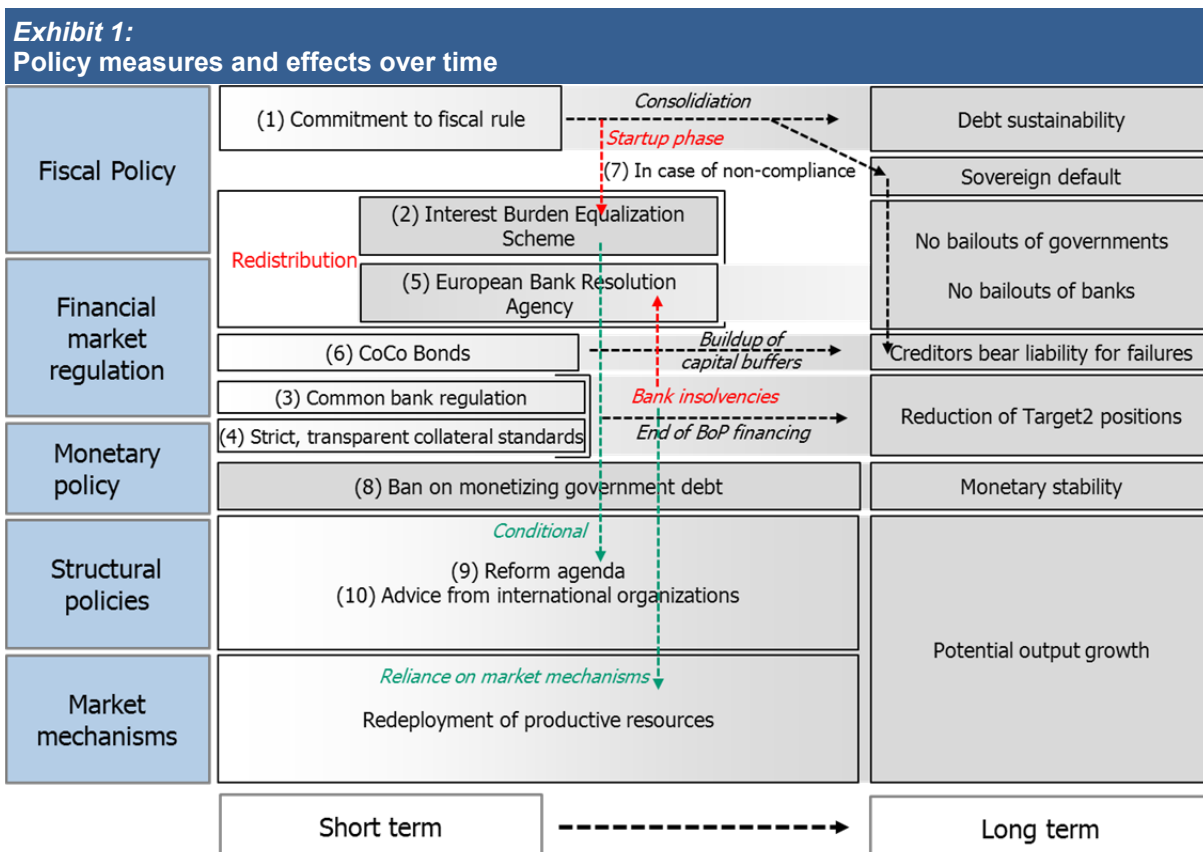 Exhibit 1:
Policy measures and effects over time
Fiscal Policy
(1) Commitment to fiscal rule
Consolidiation
Debt sustainability
Startup phase
(7) In case of non-compliance
Sovereign default
Redistribution
(2) Interest Burden Equalization
Scheme
(5) European Bank Resolution
Agency
No bailouts of governments
No bailouts of banks
Financial
market
regulation
(6) CoCo Bonds
Buildup of
capital buffers
Creditors bear liability for failures
(3) Common bank regulation
Bank insolvencies
(4) Strict, transparent collateral standards
End of BoP financing
Reduction of Target2 positions
Monetary
policy
(8) Ban on monetizing government debt
Monetary stability
Structural
policies
Conditional
(9) Reform agenda
(10) Advice from international organizations
Potential output growth
Market
mechanisms
Reliance on market mechanisms
Redeployment of productive resources
Short term
Long term